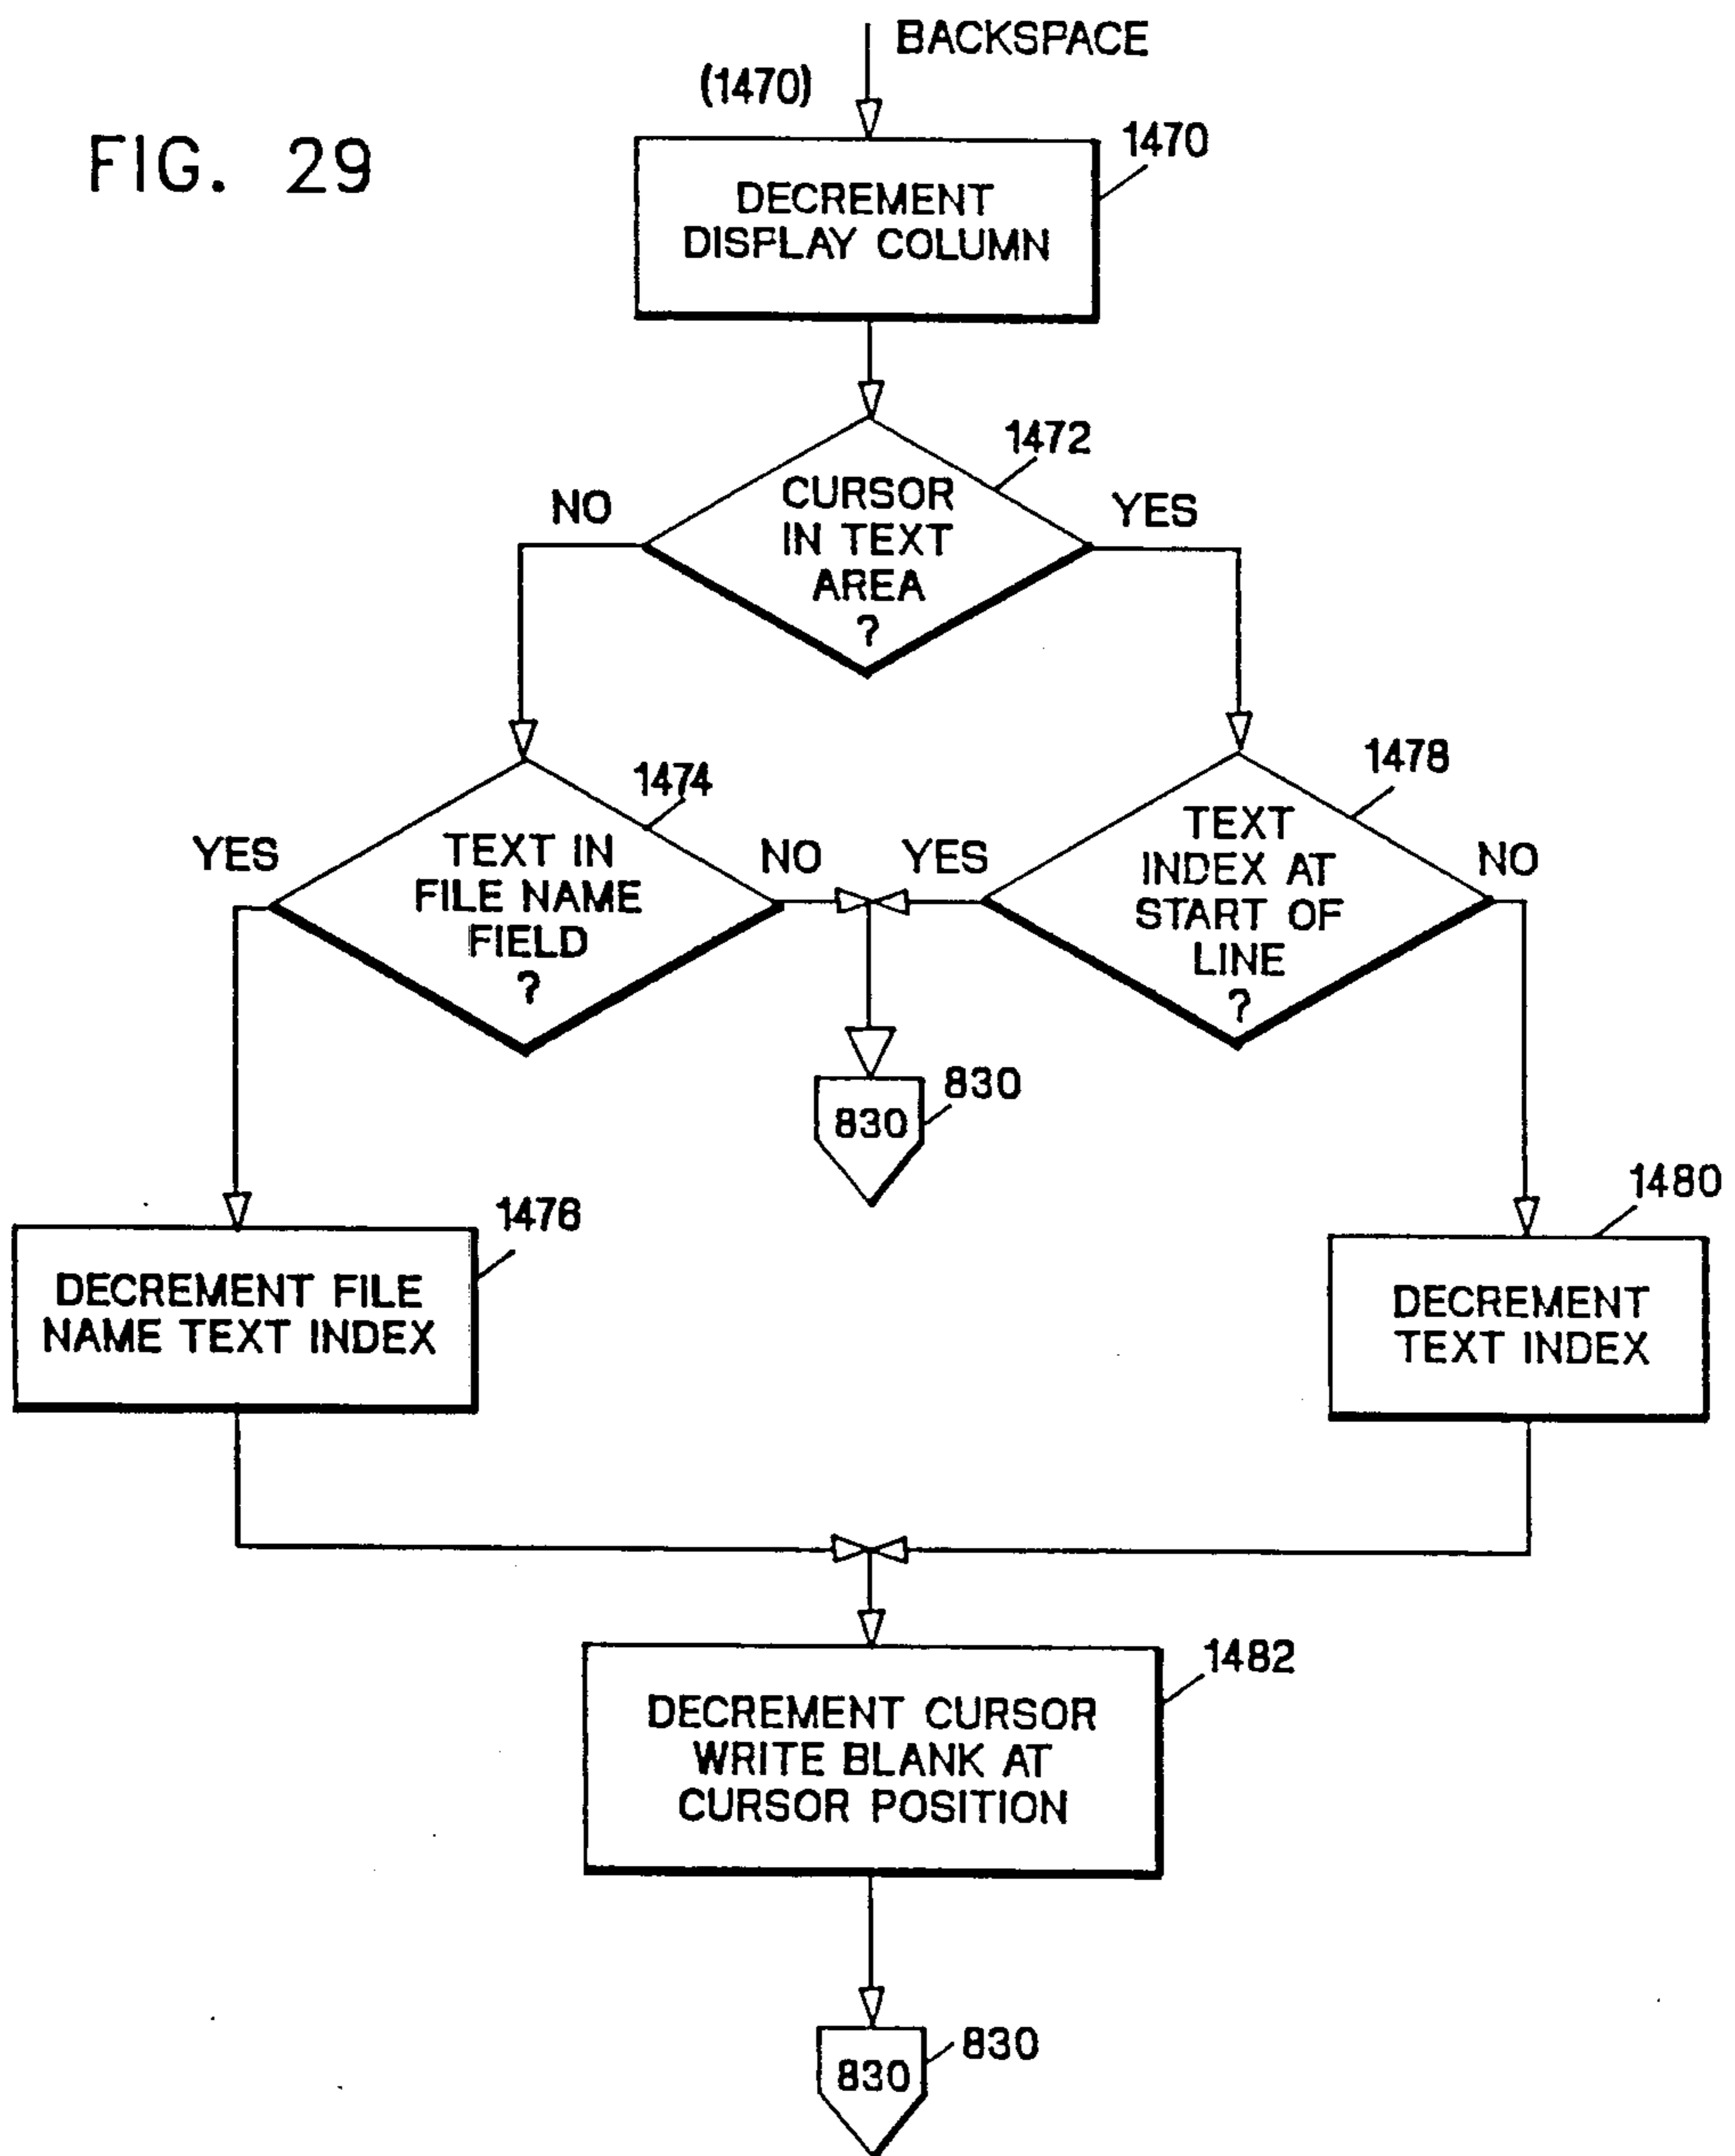 BACKSPACE
(1470)
FIG. 29
1470
DECREMENT
DISPLAY COLUMN
1472
NO
CURSOR
IN TEXT
AREA
?
YES
1474
YES
TEXT IN
FILE NAME
FIELD
?
NO
1478
YES
TEXT
INDEX AT
START OF
LINE
?
NO
830
830
1476
DECREMENT FILE
NAME TEXT INDEX
1480
DECREMENT
TEXT INDEX
1482
DECREMENT CURSOR
WRITE BLANK AT
CURSOR POSITION
830
830